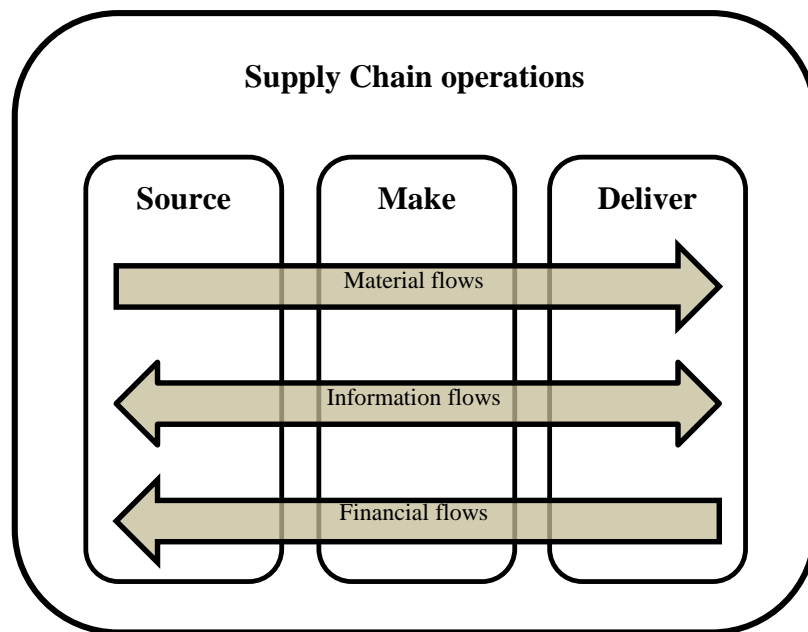 Supply Chain operations
Source Make Deliver
Material flows
Information flows
Financial flows